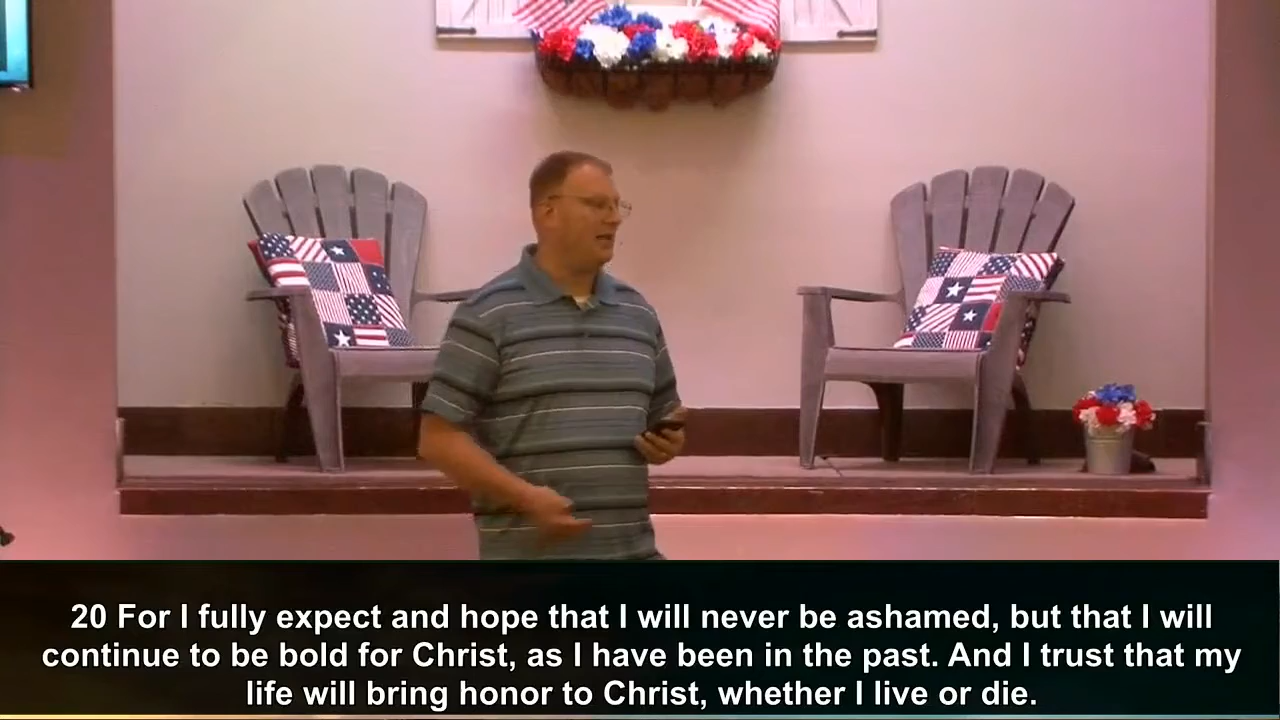 20 For I fully expect and hope that I will never be ashamed, but that I will
continue to be bold for Christ, as I have been in the past. And I trust that my
life will bring honor to Christ, whether I live or die.